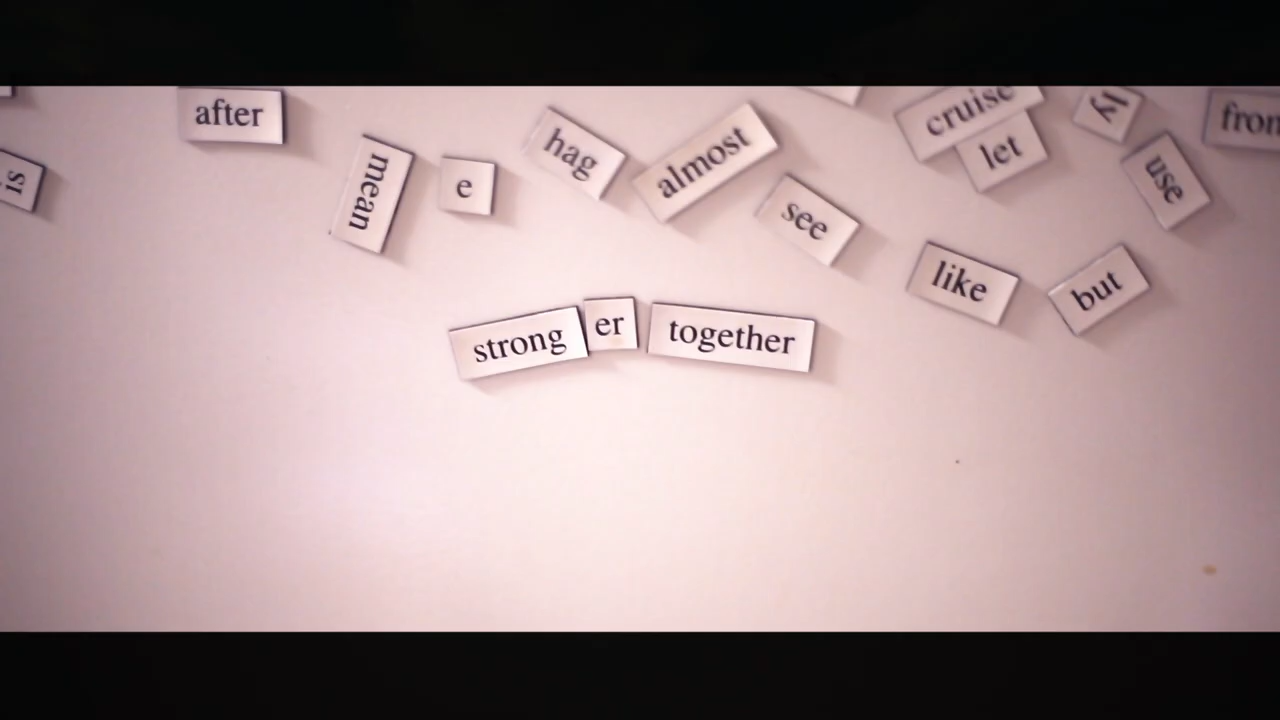 after
mean
e
hag
almost
see
cruise
let
ly
use
from
is
like
but
strong er together